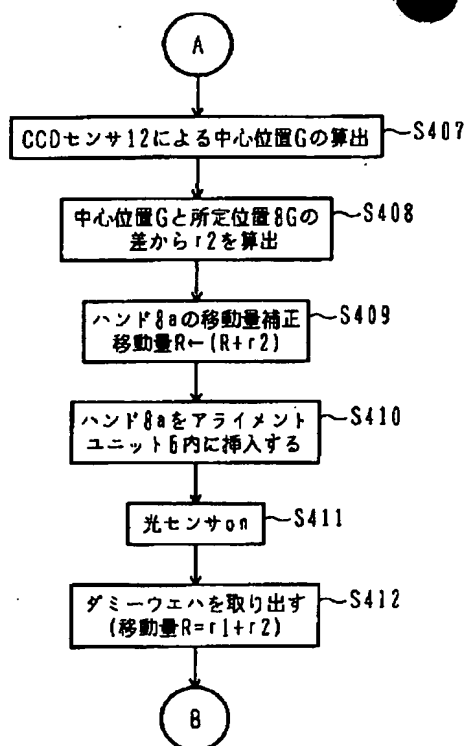 A
CCDセンサ12による中心位置Gの算出
S407
中心位置Gと所定位置8Gの
差からr2を算出
S408
ハンド8aの移動量補正
移動量R←(R+r2)
S409
ハンド8aをアライメント
ユニット6内に挿入する
S410
光センサon
S411
ダミーウエハを取り出す
(移動量R=r1+r2)
S412
B